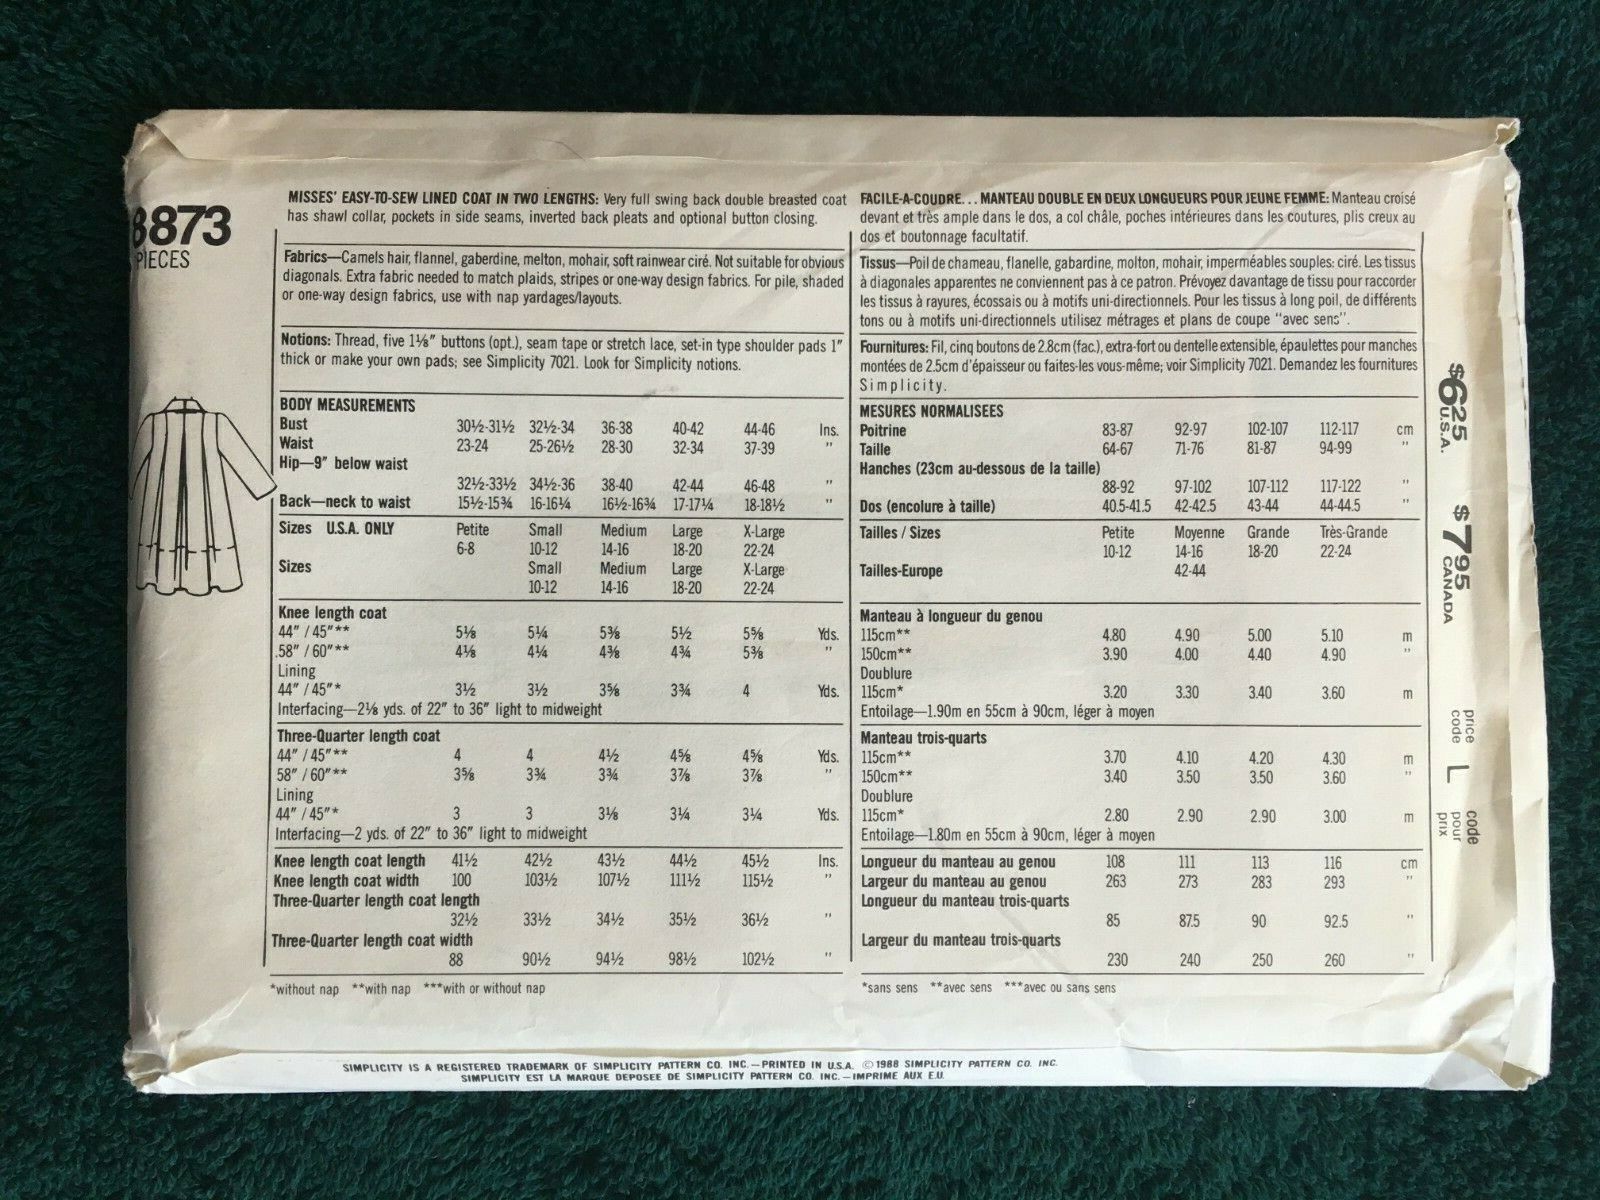 8873
PIECES
MISSES' EASY-TO-SEW LINED COAT IN TWO LENGTHS: Very full swing back double breasted coat
has shawl collar, pockets in side seams, inverted back pleats and optional button closing.
Fabrics—Camels hair, flannel, gaberdine, melton, mohair, soft rainwear ciré. Not suitable for obvious
diagonals. Extra fabric needed to match plaids, stripes or one-way design fabrics. For pile, shaded
or one-way design fabrics, use with nap yardages/layouts.
Notions: Thread, five 1⅛" buttons (opt.), seam tape or stretch lace, set-in type shoulder pads 1"
thick or make your own pads; see Simplicity 7021. Look for Simplicity notions.
BODY MEASUREMENTS
Bust 30½-31½ 32½-34 36-38 40-42 44-46 Ins.
Waist 23-24 25-26½ 28-30 32-34 37-39 "
Hip—9" below waist
32½-33½ 34½-36 38-40 42-44 46-48 "
Back—neck to waist 15½-15¾ 16-16¼ 16½-16¾ 17-17¼ 18-18½ "
Sizes U.S.A. ONLY Petite Small Medium Large X-Large
6-8 10-12 14-16 18-20 22-24
Sizes Small Medium Large X-Large
10-12 14-16 18-20 22-24
Knee length coat
44" / 45"** 5⅛ 5¼ 5⅜ 5½ 5⅝ Yds.
58" / 60"** 4⅛ 4¼ 4⅜ 4¾ 5⅜ "
Lining
44" / 45"* 3½ 3½ 3⅝ 3¾ 4 Yds.
Interfacing—2⅛ yds. of 22" to 36" light to midweight
Three-Quarter length coat
44" / 45"** 4 4 4½ 4⅝ 4⅝ Yds.
58" / 60"** 3⅝ 3¾ 3¾ 3⅞ 3⅞ "
Lining
44" / 45"* 3 3 3⅛ 3¼ 3¼ Yds.
Interfacing—2 yds. of 22" to 36" light to midweight
Knee length coat length 41½ 42½ 43½ 44½ 45½ Ins.
Knee length coat width 100 103½ 107½ 111½ 115½ "
Three-Quarter length coat length
32½ 33½ 34½ 35½ 36½ "
Three-Quarter length coat width
88 90½ 94½ 98½ 102½ "
*without nap **with nap ***with or without nap
FACILE-A-COUDRE... MANTEAU DOUBLE EN DEUX LONGUEURS POUR JEUNE FEMME: Manteau croisé
devant et très ample dans le dos, a col châle, poches intérieures dans les coutures, plis creux au
dos et boutonnage facultatif.
Tissus—Poil de chameau, flanelle, gabardine, molton, mohair, imperméables souples: ciré. Les tissus
à diagonales apparentes ne conviennent pas à ce patron. Prévoyez davantage de tissu pour raccorder
les tissus à rayures, écossais ou à motifs uni-directionnels. Pour les tissus à long poil, de différents
tons ou à motifs uni-directionnels utilisez métrages et plans de coupe "avec sens".
Fournitures: Fil, cinq boutons de 2.8cm (fac.), extra-fort ou dentelle extensible, épaulettes pour manches
montées de 2.5cm d'épaisseur ou faites-les vous-même; voir Simplicity 7021. Demandez les fournitures
Simplicity.
MESURES NORMALISEES
Poitrine 83-87 92-97 102-107 112-117 cm
Taille 64-67 71-76 81-87 94-99 "
Hanches (23cm au-dessous de la taille)
88-92 97-102 107-112 117-122 "
Dos (encolure à taille) 40.5-41.5 42-42.5 43-44 44-44.5 "
Tailles / Sizes Petite Moyenne Grande Très-Grande
10-12 14-16 18-20 22-24
Tailles-Europe 42-44
Manteau à longueur du genou
115cm** 4.80 4.90 5.00 5.10 m
150cm** 3.90 4.00 4.40 4.90 "
Doublure
115cm* 3.20 3.30 3.40 3.60 m
Entoilage—1.90m en 55cm à 90cm, léger à moyen
Manteau trois-quarts
115cm** 3.70 4.10 4.20 4.30 m
150cm** 3.40 3.50 3.50 3.60 "
Doublure
115cm* 2.80 2.90 2.90 3.00 m
Entoilage—1.80m en 55cm à 90cm, léger à moyen
Longueur du manteau au genou 108 111 113 116 cm
Largeur du manteau au genou 263 273 283 293 "
Longueur du manteau trois-quarts
85 87.5 90 92.5 "
Largeur du manteau trois-quarts
230 240 250 260 "
*sans sens **avec sens ***avec ou sans sens
$6.25
U.S.A.
$7.95
CANADA
price
code
L
code
pour
prix
SIMPLICITY IS A REGISTERED TRADEMARK OF SIMPLICITY PATTERN CO. INC.—PRINTED IN U.S.A. ©1988 SIMPLICITY PATTERN CO. INC.
SIMPLICITY EST LA MARQUE DEPOSEE DE SIMPLICITY PATTERN CO. INC.—IMPRIME AUX E.U.